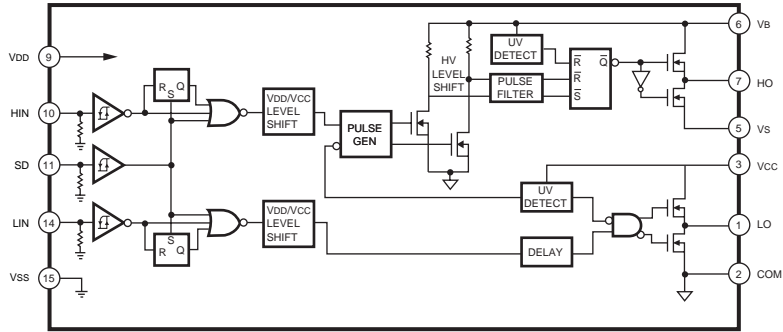 VDD
9
HIN
10
SD
11
LIN
14
VSS
15
R S Q
S
R Q
VDD/VCC
LEVEL
SHIFT
VDD/VCC
LEVEL
SHIFT
PULSE
GEN
HV
LEVEL
SHIFT
UV
DETECT
PULSE
FILTER
R̅ Q̅
R̅
S̅
UV
DETECT
DELAY
6
VB
7
HO
5
VS
3
VCC
1
LO
2
COM